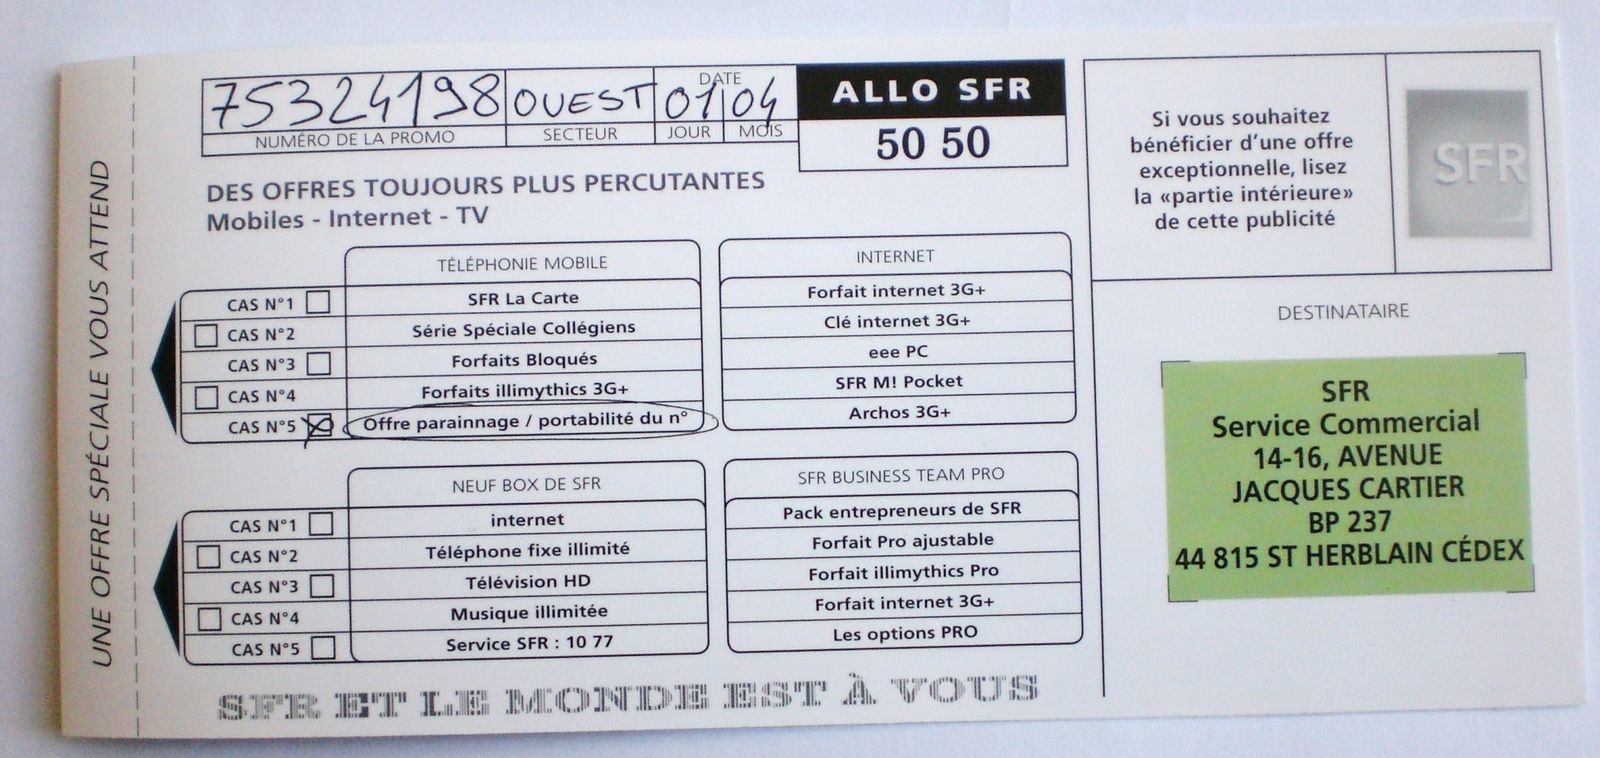 UNE OFFRE SPÉCIALE VOUS ATTEND
75324198 OUEST 01 04
DATE
NUMÉRO DE LA PROMO SECTEUR JOUR MOIS
ALLO SFR
50 50
DES OFFRES TOUJOURS PLUS PERCUTANTES
Mobiles - Internet - TV
TÉLÉPHONIE MOBILE
CAS N°1 SFR La Carte
CAS N°2 Série Spéciale Collégiens
CAS N°3 Forfaits Bloqués
CAS N°4 Forfaits illimythics 3G+
CAS N°5 Offre parainnage / portabilité du n°
INTERNET
Forfait internet 3G+
Clé internet 3G+
eee PC
SFR M! Pocket
Archos 3G+
NEUF BOX DE SFR
CAS N°1 internet
CAS N°2 Téléphone fixe illimité
CAS N°3 Télévision HD
CAS N°4 Musique illimitée
CAS N°5 Service SFR : 10 77
SFR BUSINESS TEAM PRO
Pack entrepreneurs de SFR
Forfait Pro ajustable
Forfait illimythics Pro
Forfait internet 3G+
Les options PRO
SFR ET LE MONDE EST À VOUS
Si vous souhaitez
bénéficier d'une offre
exceptionnelle, lisez
la «partie intérieure»
de cette publicité
SFR
DESTINATAIRE
SFR
Service Commercial
14-16, AVENUE
JACQUES CARTIER
BP 237
44 815 ST HERBLAIN CÉDEX